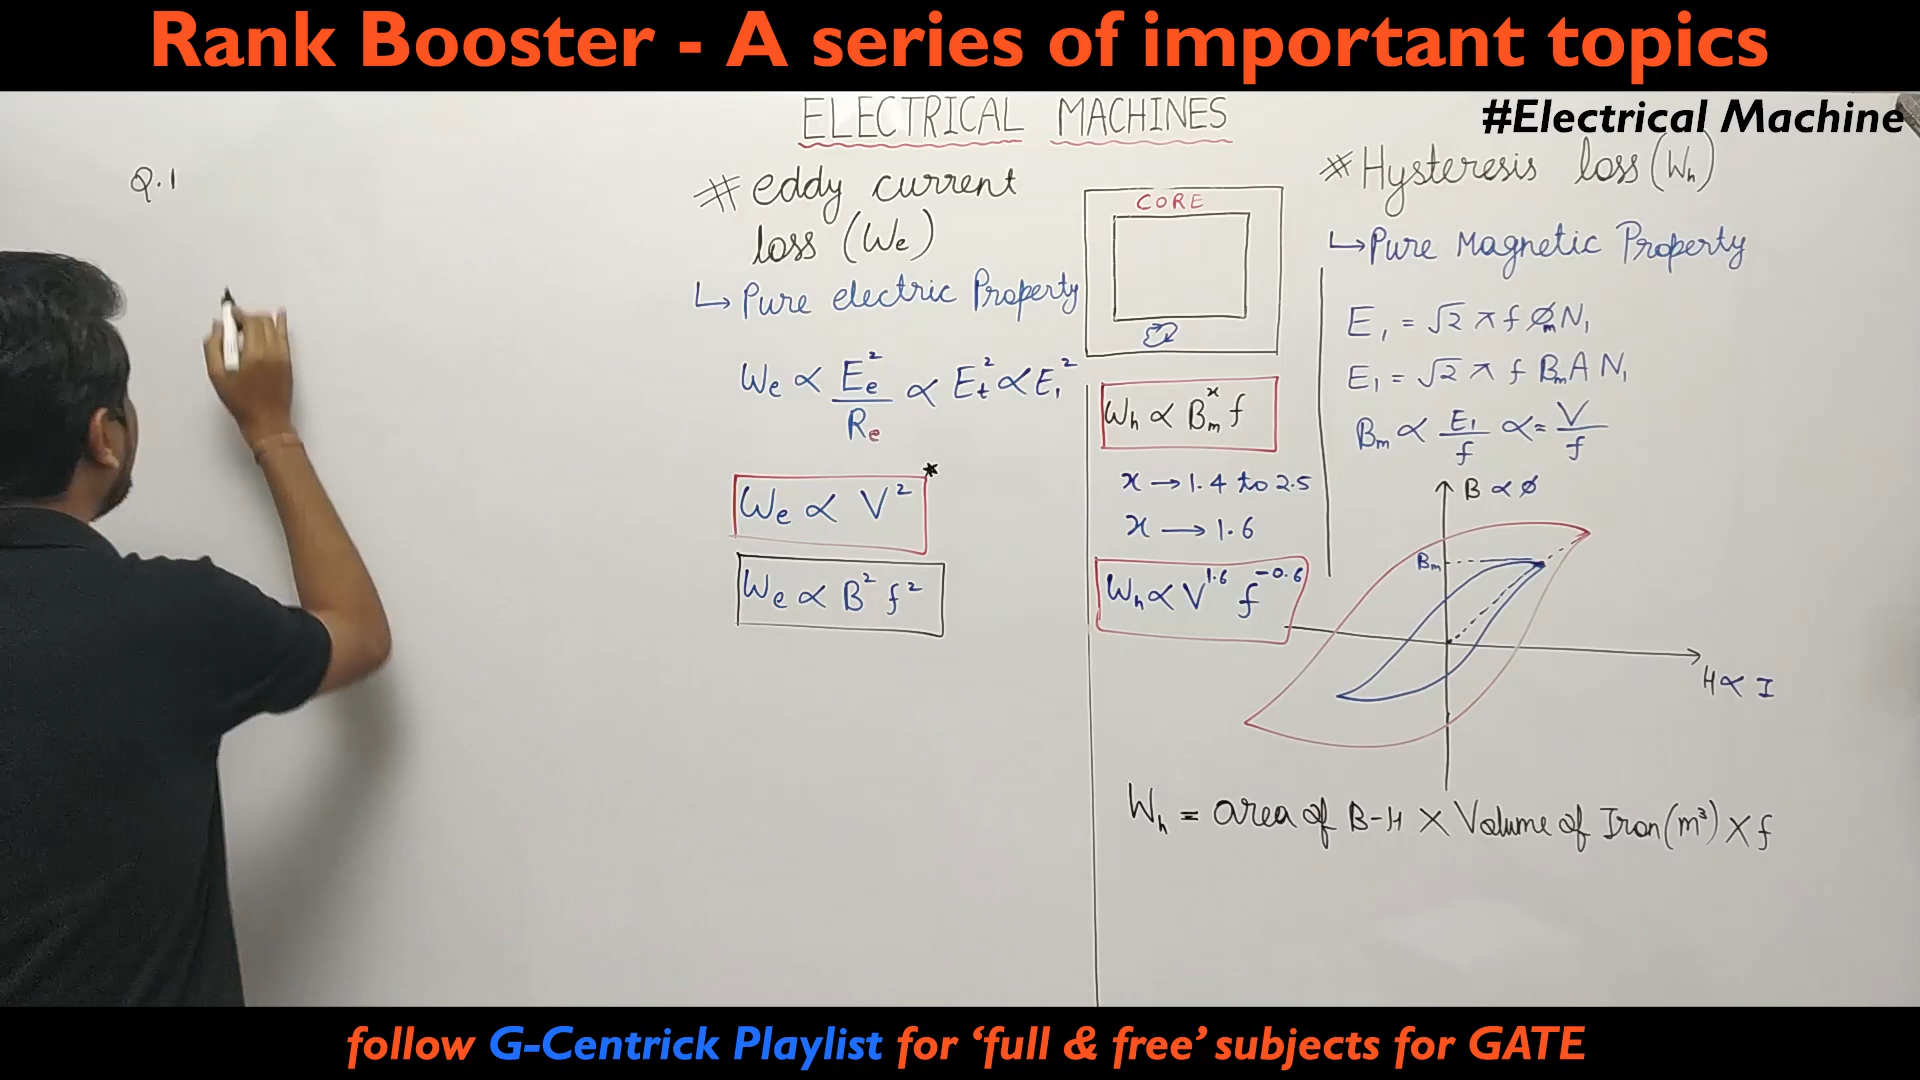 Rank Booster - A series of important topics
#Electrical Machine
ELECTRICAL MACHINES
Q.1
# eddy current
loss (We)
↳ Pure electric Property
We ∝ Ee² / Re ∝ Et² ∝ E1²
We ∝ V² *
We ∝ B² f²
CORE
Wh ∝ Bm^x f
x → 1.4 to 2.5
x → 1.6
Wh ∝ V^1.6 f^-0.6
# Hysteresis loss (Wh)
↳ Pure Magnetic Property
E1 = √2 π f Øm N1
E1 = √2 π f Bm A N1
Bm ∝ E1/f ∝≈ V/f
B ∝ Ø
Bm
H ∝ I
Wh = area of B-H × Volume of Iron (m³) × f
follow G-Centrick Playlist for ‘full & free’ subjects for GATE